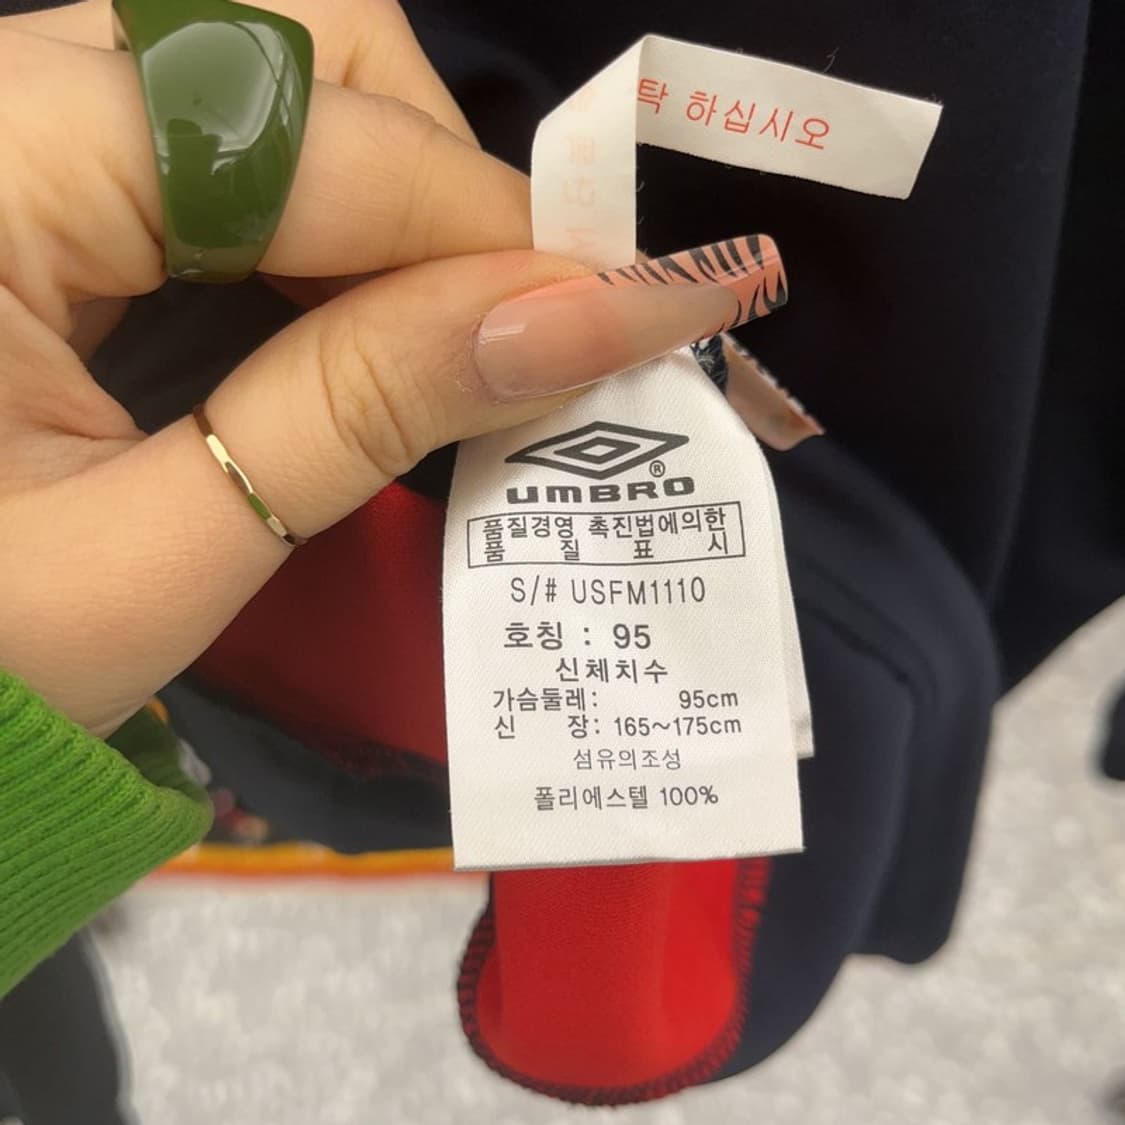 탁 하십시오
UMBRO®
품질경영 촉진법에의한
품 질 표 시
S/# USFM1110
호칭 : 95
신체치수
가슴둘레: 95cm
신 장: 165~175cm
섬유의조성
폴리에스텔 100%